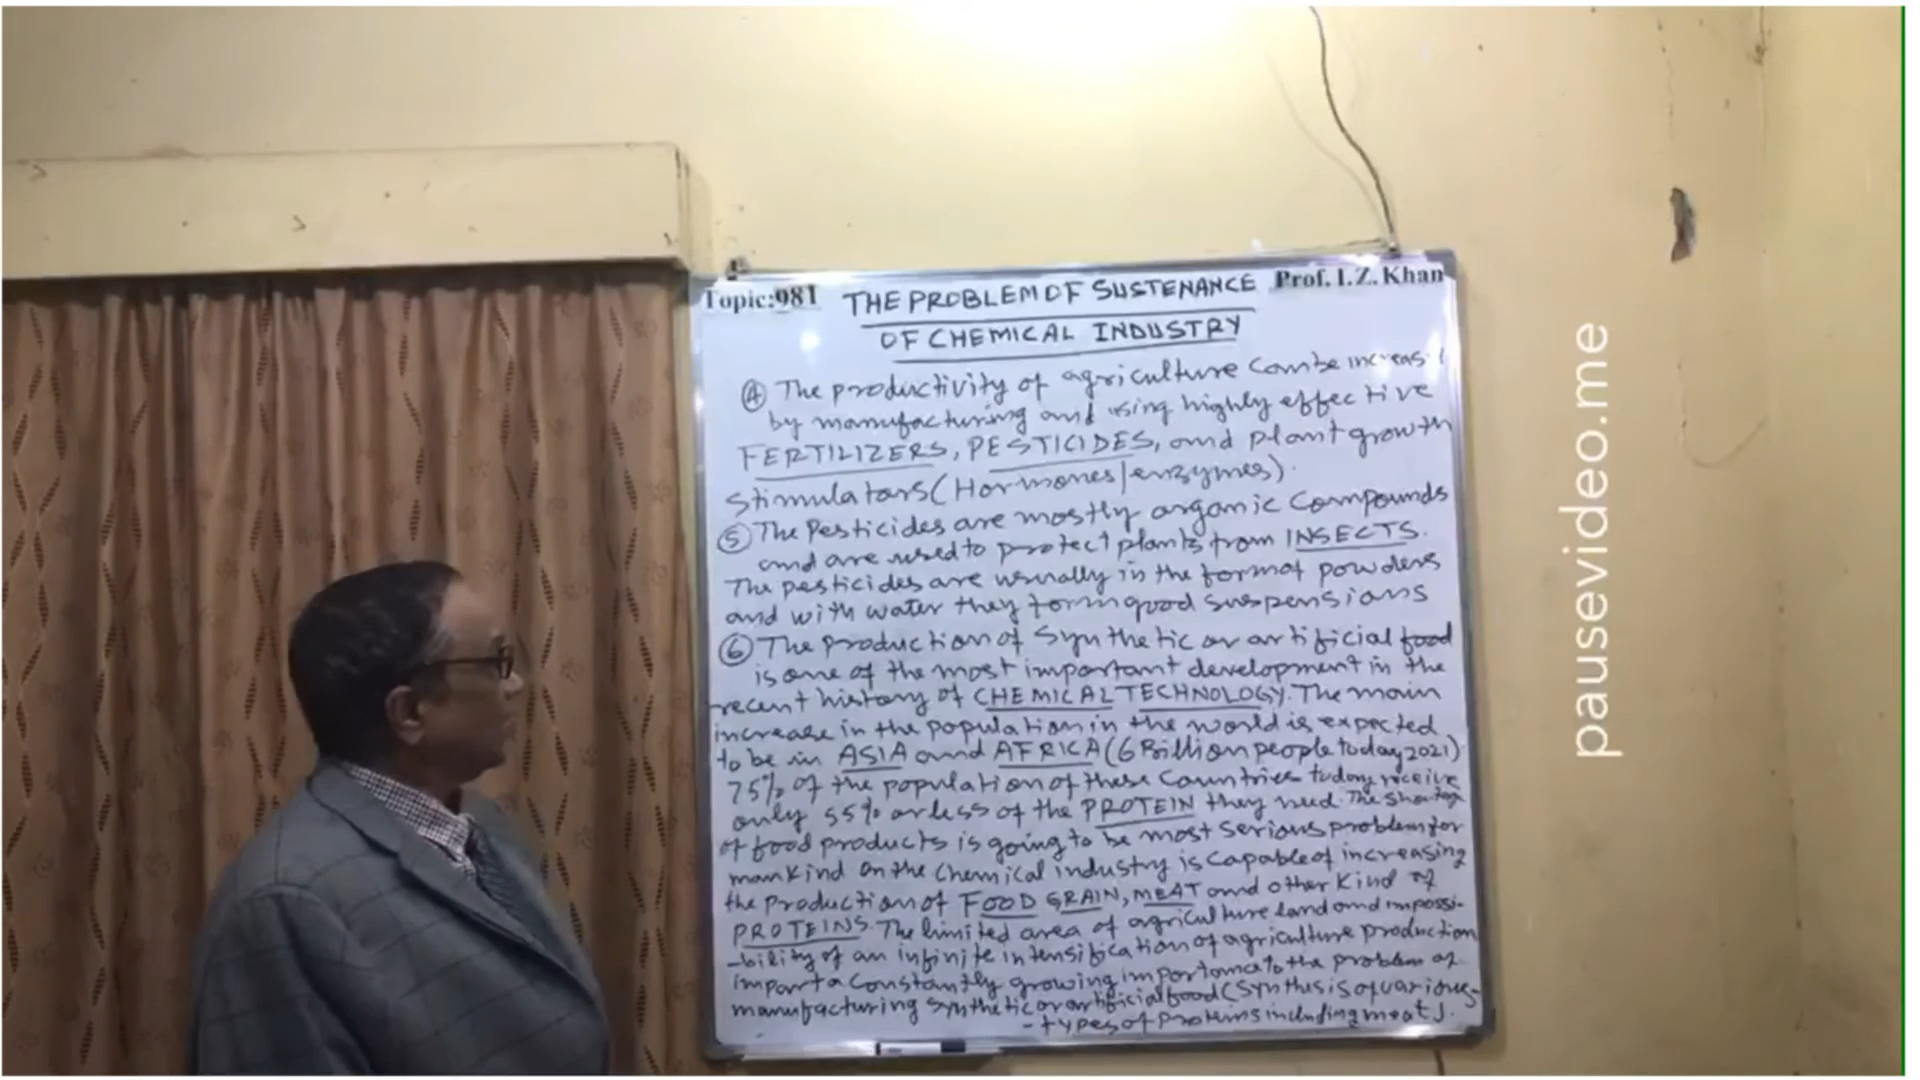 Topic:981 THE PROBLEM OF SUSTENANCE Prof. I.Z. Khan
OF CHEMICAL INDUSTRY
④ The productivity of agriculture can be increas
by manufacturing and using highly effective
FERTILIZERS, PESTICIDES, and plant growth
Stimulators (Hormones/enzymes).
⑤ The Pesticides are mostly organic Compounds
and are used to protect plants from INSECTS.
The pesticides are usually in the form of powders
and with water they form good suspensions
⑥ The production of Synthetic or artificial food
is one of the most important development in the
recent history of CHEMICAL TECHNOLOGY. The main
increase in the population in the world is expected
to be in ASIA and AFRICA (6 Billion people today 2021)
75% of the population of these Countries today receive
only 55% or less of the PROTEIN they need. The shortage
of food products is going to be most serious problem for
mankind on the Chemical industry is Capable of increasing
the production of FOOD GRAIN, MEAT and other kind of
PROTEINS. The limited area of agriculture land and impossi-
-bility of an infinite intensification of agriculture production
impart a constantly growing importance to the problem of
manufacturing synthetic or artificial food (synthesis of various-
-types of proteins including meat).
pausevideo.me